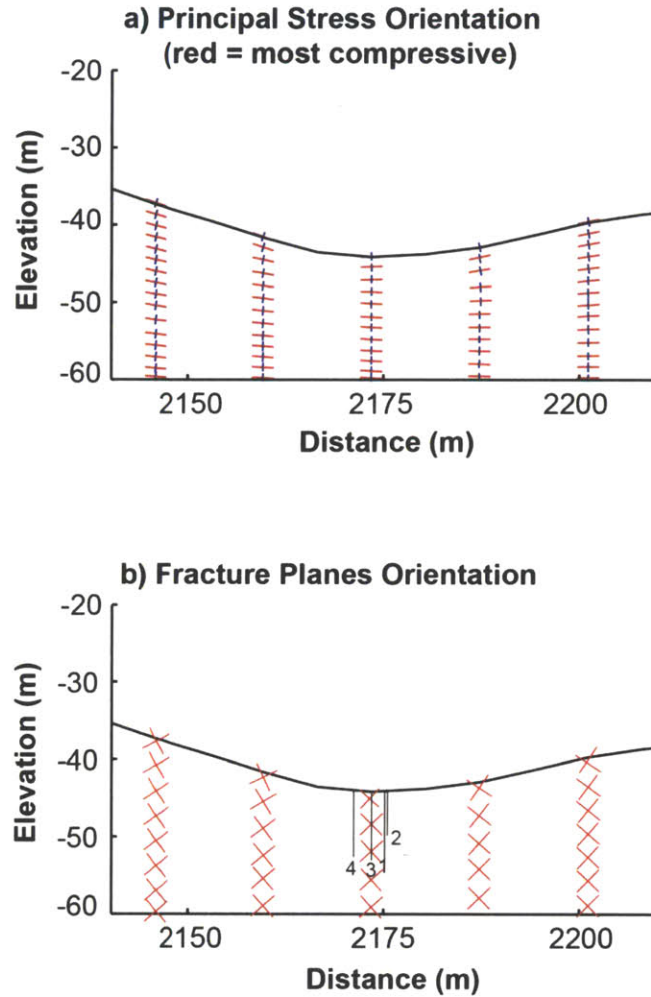 a) Principal Stress Orientation
(red = most compressive)
-20
-30
-40
-50
-60
Elevation (m)
2150 2175 2200
Distance (m)
b) Fracture Planes Orientation
-20
-30
-40
-50
-60
Elevation (m)
2
4 3 1
2150 2175 2200
Distance (m)